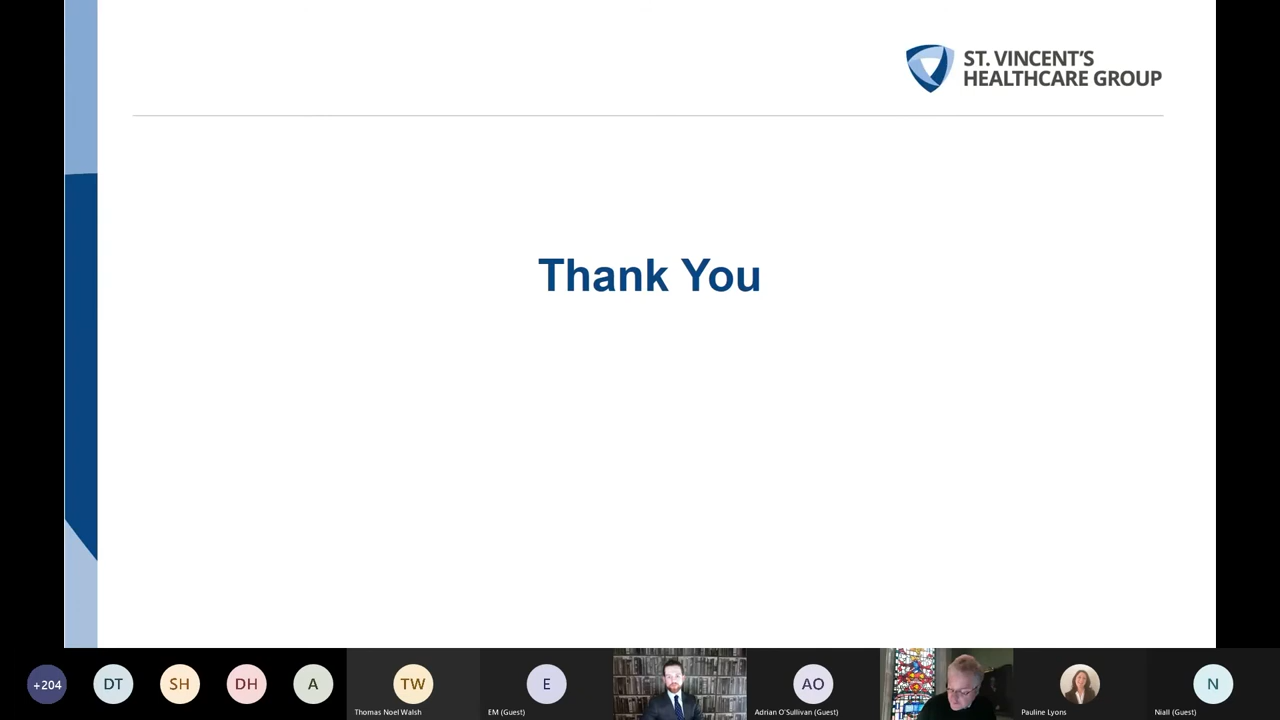 ST. VINCENT'S
HEALTHCARE GROUP
Thank You
+204
DT
SH
DH
A
TW
Thomas Noel Walsh
E
EM (Guest)
AO
Adrian O'Sullivan (Guest)
Pauline Lyons
N
Niall (Guest)